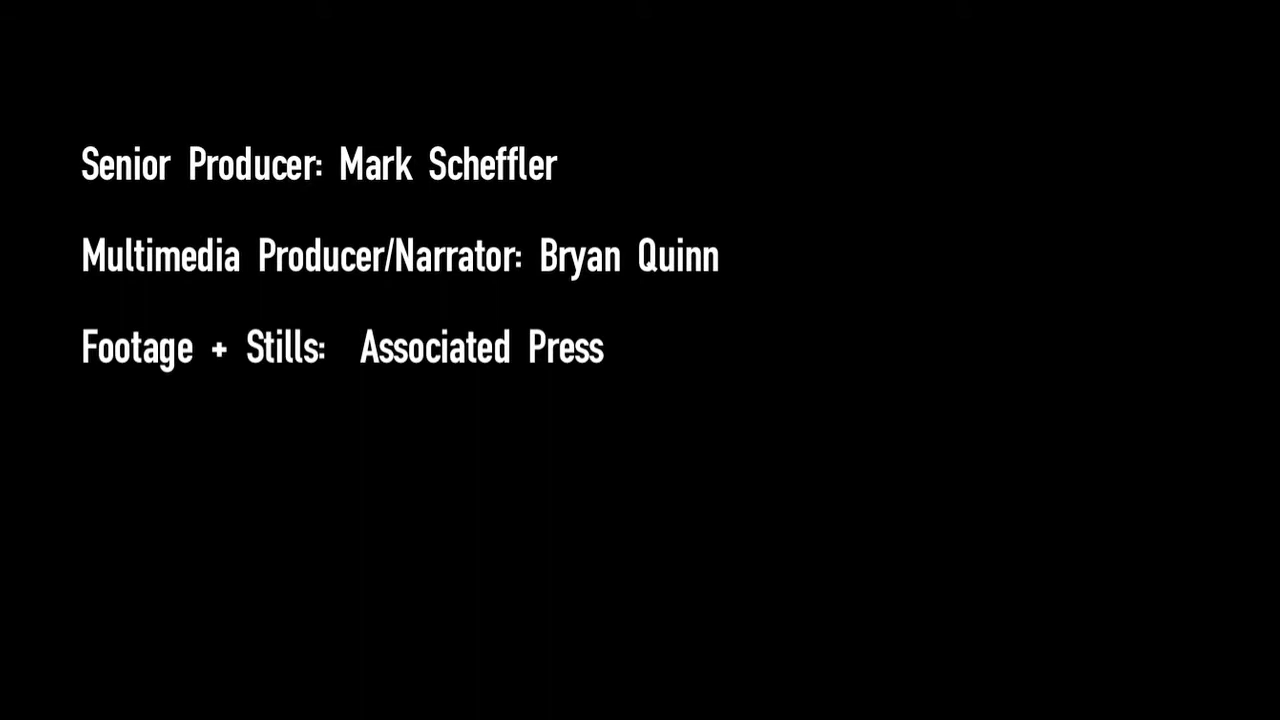 Senior Producer: Mark Scheffler
Multimedia Producer/Narrator: Bryan Quinn
Footage + Stills: Associated Press